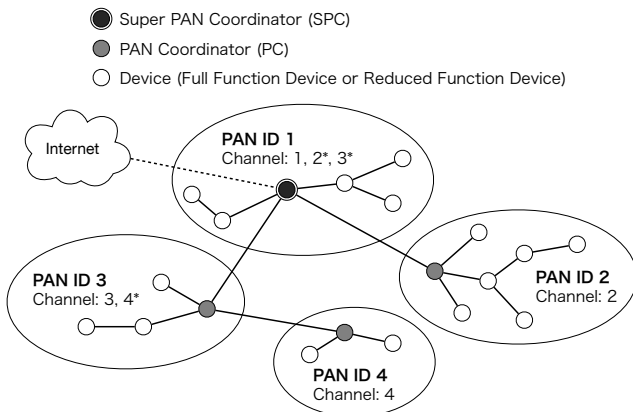 Super PAN Coordinator (SPC)
PAN Coordinator (PC)
Device (Full Function Device or Reduced Function Device)
Internet
PAN ID 1
Channel: 1, 2*, 3*
PAN ID 3
Channel: 3, 4*
PAN ID 2
Channel: 2
PAN ID 4
Channel: 4